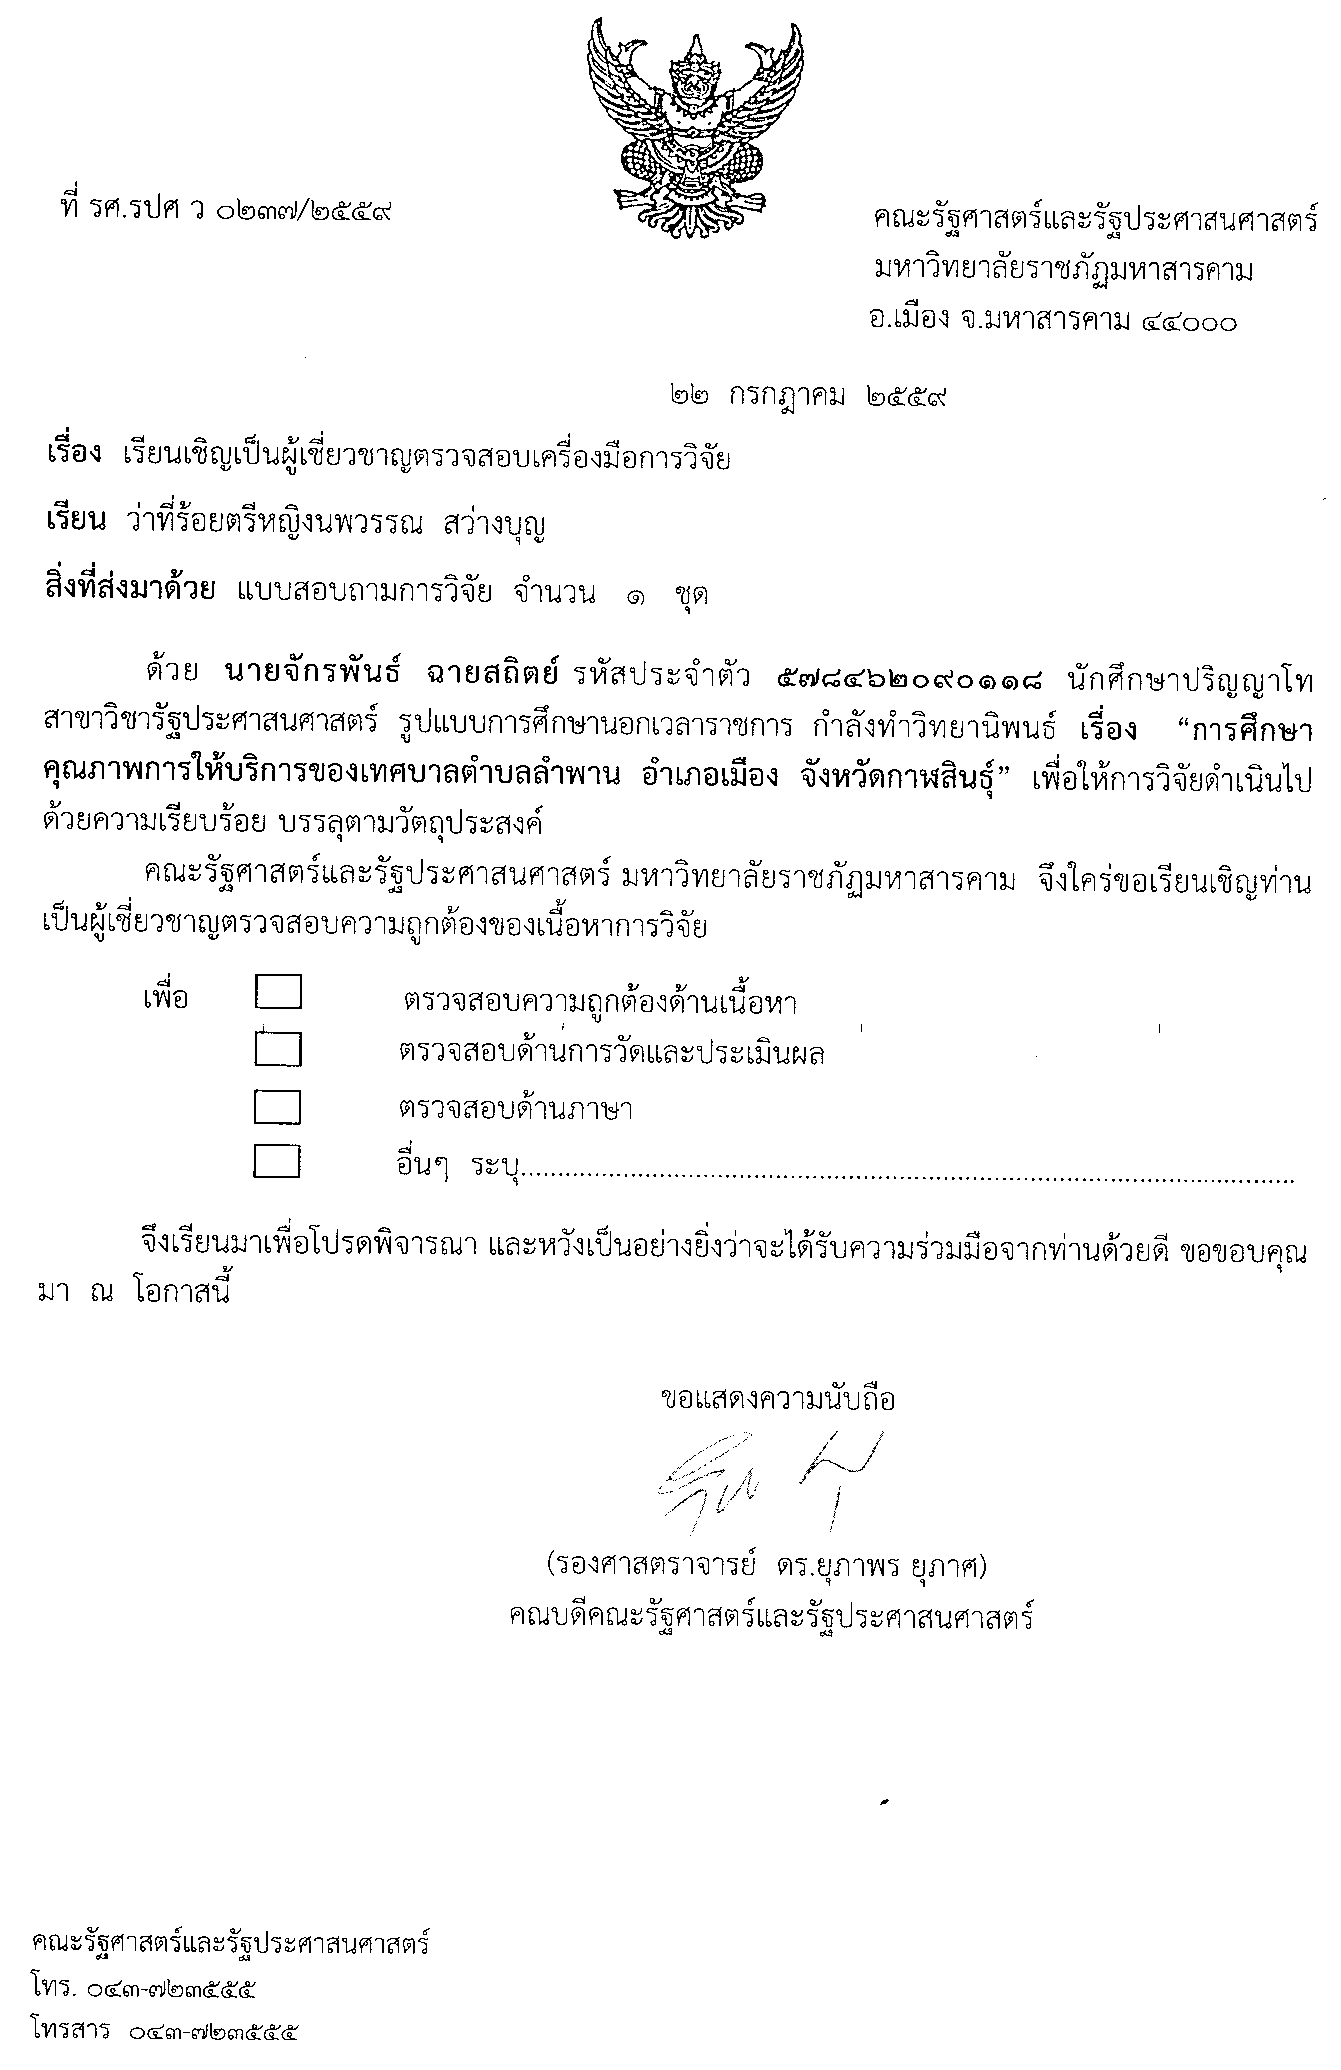 ที่ รศ.รปศ ว ๐๒๓๗/๒๕๕๙
คณะรัฐศาสตร์และรัฐประศาสนศาสตร์
มหาวิทยาลัยราชภัฏมหาสารคาม
อ.เมือง จ.มหาสารคาม ๔๔๐๐๐
๒๒ กรกฎาคม ๒๕๕๙
เรื่อง เรียนเชิญเป็นผู้เชี่ยวชาญตรวจสอบเครื่องมือการวิจัย
เรียน ว่าที่ร้อยตรีหญิงนพวรรณ สว่างบุญ
สิ่งที่ส่งมาด้วย แบบสอบถามการวิจัย จำนวน ๑ ชุด
ด้วย นายจักรพันธ์ ฉายสถิตย์ รหัสประจำตัว ๕๗๘๔๖๒๐๙๐๑๑๘ นักศึกษาปริญญาโท
สาขาวิชารัฐประศาสนศาสตร์ รูปแบบการศึกษานอกเวลาราชการ กำลังทำวิทยานิพนธ์ เรื่อง “การศึกษา
คุณภาพการให้บริการของเทศบาลตำบลลำพาน อำเภอเมือง จังหวัดกาฬสินธุ์” เพื่อให้การวิจัยดำเนินไป
ด้วยความเรียบร้อย บรรลุตามวัตถุประสงค์
คณะรัฐศาสตร์และรัฐประศาสนศาสตร์ มหาวิทยาลัยราชภัฏมหาสารคาม จึงใคร่ขอเรียนเชิญท่าน
เป็นผู้เชี่ยวชาญตรวจสอบความถูกต้องของเนื้อหาการวิจัย
เพื่อ ตรวจสอบความถูกต้องด้านเนื้อหา
ตรวจสอบด้านการวัดและประเมินผล
ตรวจสอบด้านภาษา
อื่นๆ ระบุ..........................................................................................................
จึงเรียนมาเพื่อโปรดพิจารณา และหวังเป็นอย่างยิ่งว่าจะได้รับความร่วมมือจากท่านด้วยดี ขอขอบคุณ
มา ณ โอกาสนี้
ขอแสดงความนับถือ
(รองศาสตราจารย์ ดร.ยุภาพร ยุภาศ)
คณบดีคณะรัฐศาสตร์และรัฐประศาสนศาสตร์
คณะรัฐศาสตร์และรัฐประศาสนศาสตร์
โทร. ๐๔๓-๗๒๓๕๕๕
โทรสาร ๐๔๓-๗๒๓๕๕๕